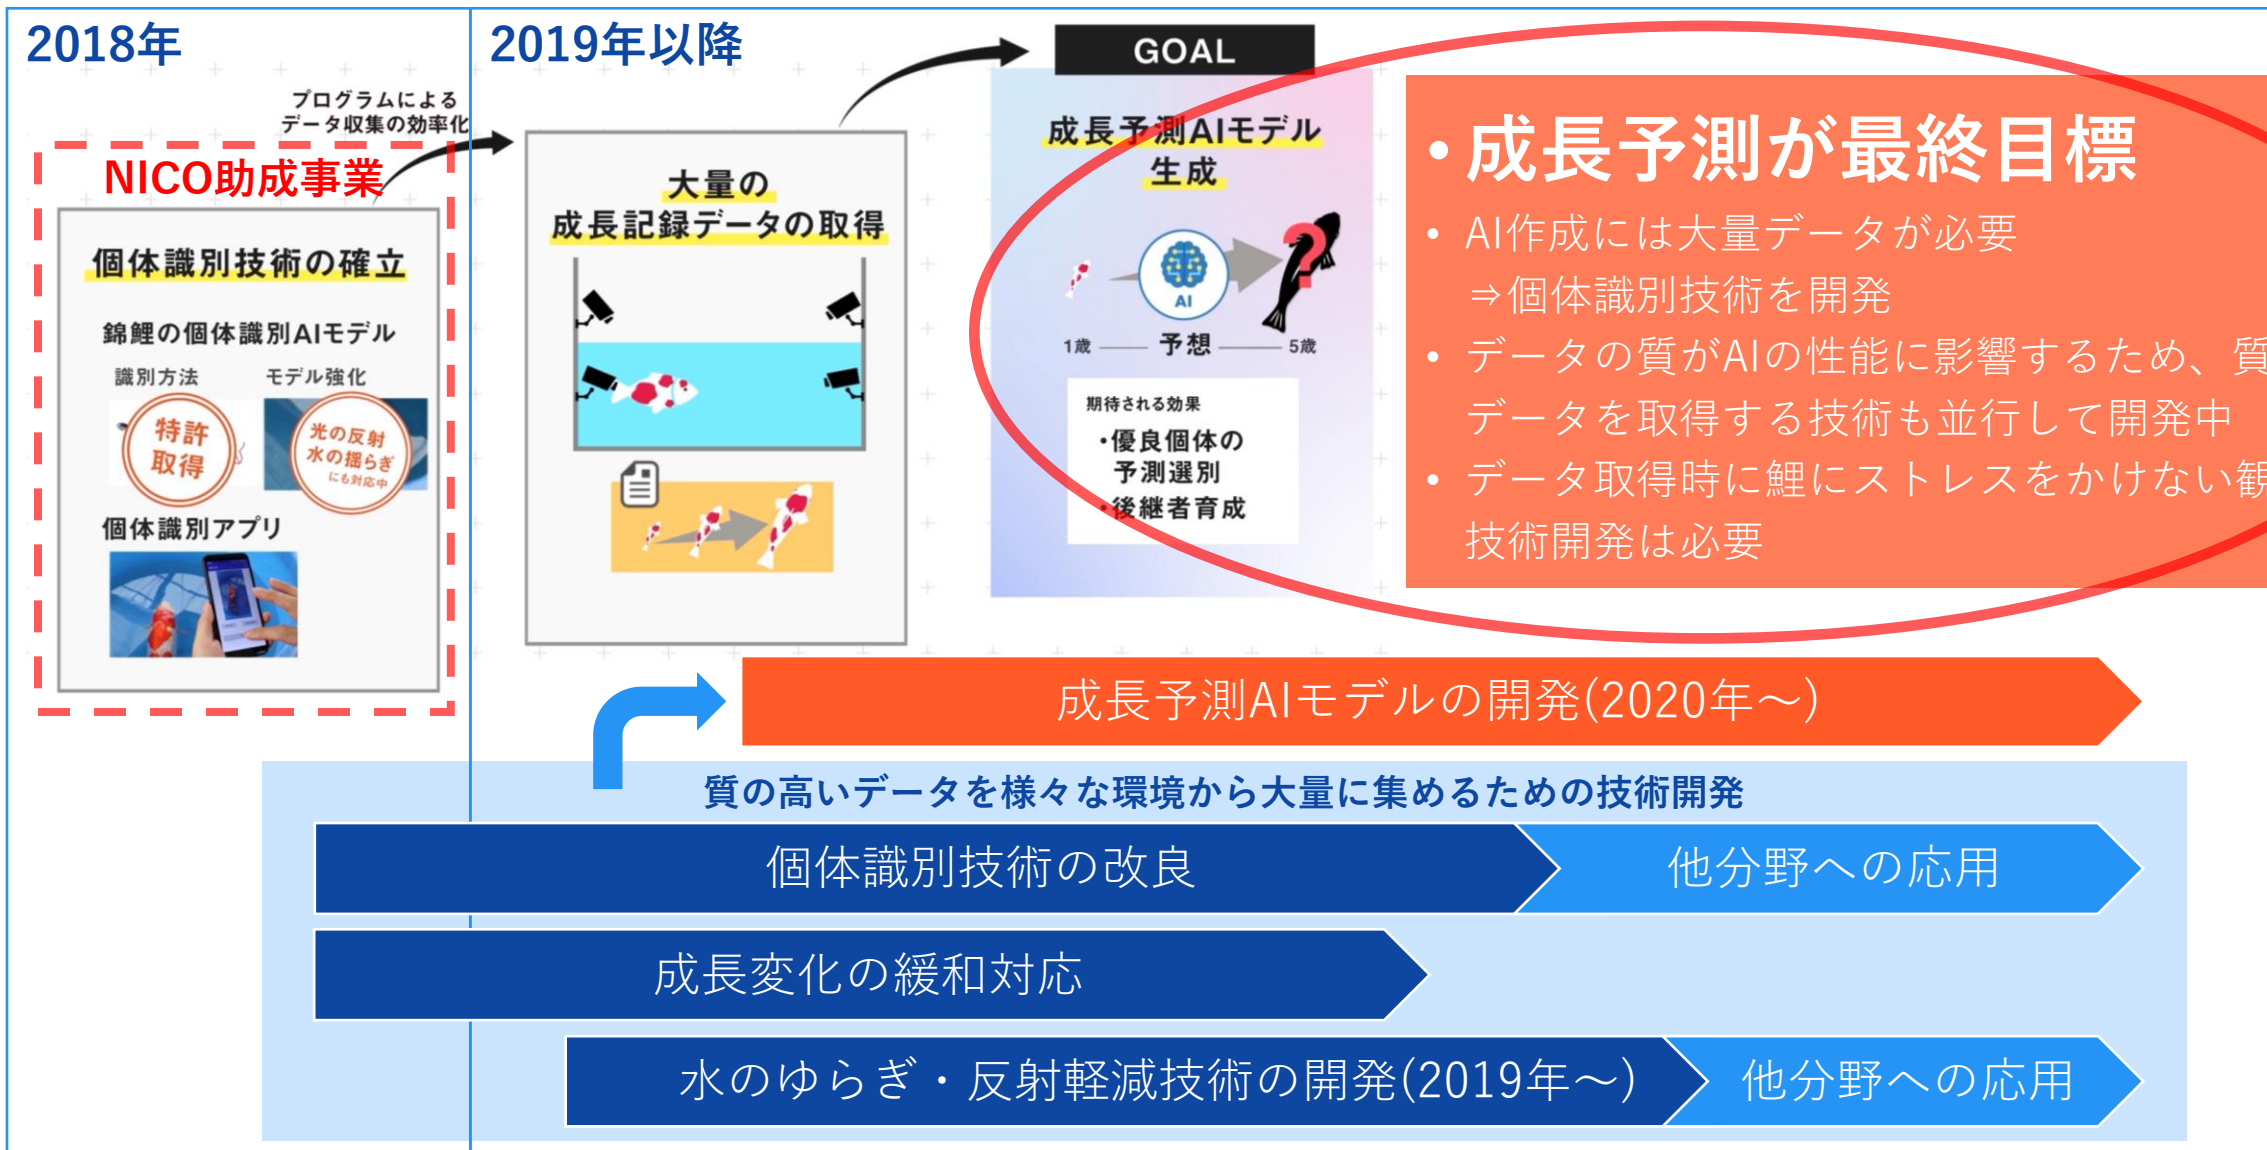 2018年
2019年以降
プログラムによる
データ収集の効率化
NICO助成事業
個体識別技術の確立
錦鯉の個体識別AIモデル
識別方法
モデル強化
特許
取得
光の反射
水の揺らぎ
にも対応中
個体識別アプリ
大量の
成長記録データの取得
GOAL
成長予測AIモデル
生成
?
AI
1歳
予想
5歳
期待される効果
・優良個体の
予測選別
・後継者育成
• 成長予測が最終目標
• AI作成には大量データが必要
⇒個体識別技術を開発
• データの質がAIの性能に影響するため、質
データを取得する技術も並行して開発中
• データ取得時に鯉にストレスをかけない観
技術開発は必要
成長予測AIモデルの開発(2020年～)
質の高いデータを様々な環境から大量に集めるための技術開発
個体識別技術の改良
他分野への応用
成長変化の緩和対応
水のゆらぎ・反射軽減技術の開発(2019年～)
他分野への応用